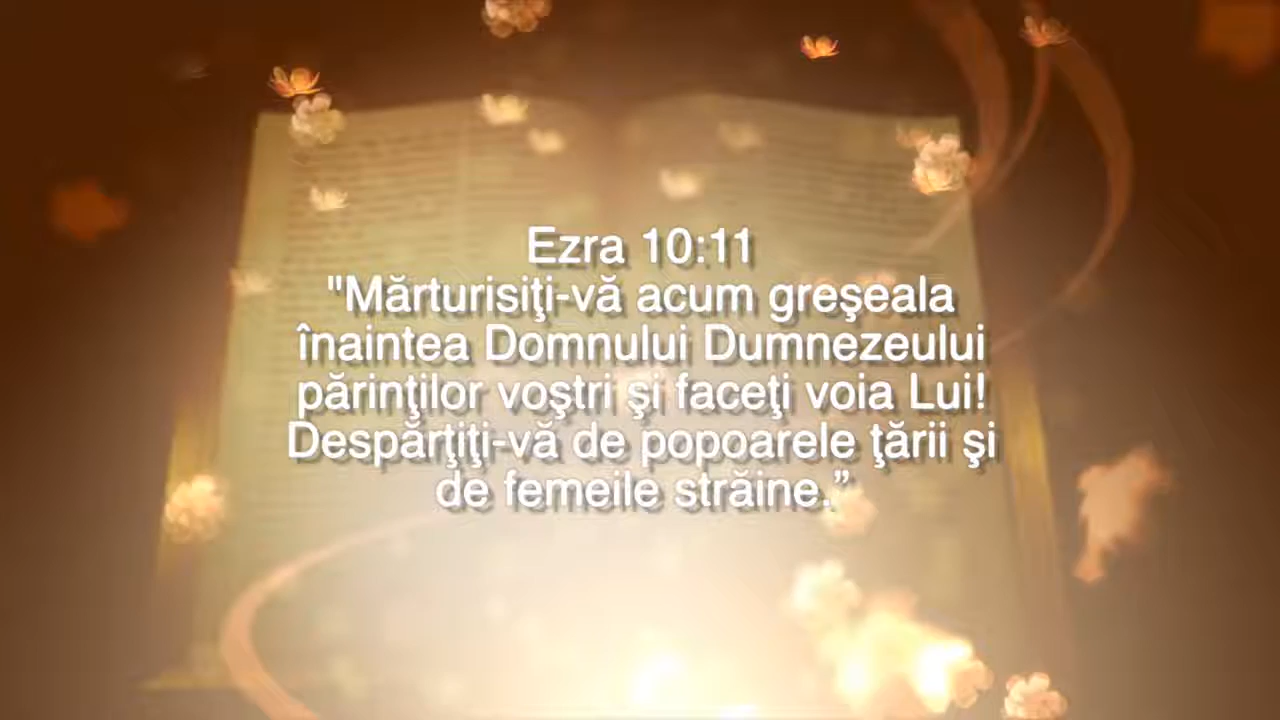 Ezra 10:11
"Mărturisiţi-vă acum greşeala
înaintea Domnului Dumnezeului
părinţilor voştri şi faceţi voia Lui!
Despărţiţi-vă de popoarele ţării şi
de femeile străine.”